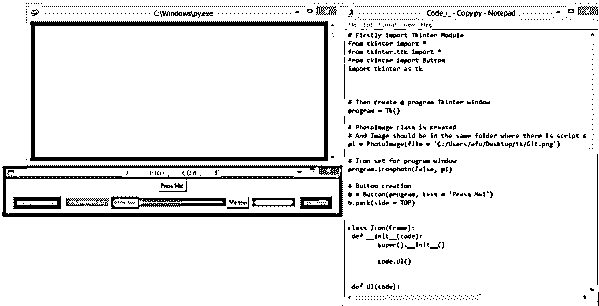 C:\Windows\py.exe
Press Me!
Code_i_ - Copy.py - Notepad
# Firstly Import Tkinter Module
from tkinter import *
from tkinter.ttk import *
from tkinter import Button
import tkinter as tk
# Then create a program Tkinter window
program = Tk()
# PhotoImage class is created
# And Image should be in the same folder where there is script s
p1 = PhotoImage(file = 'C:/Users/afu/Desktop/tk/Git.png')
# Icon set for program window
program.iconphoto(False, p1)
# Button creation
b = Button(program, text = 'Press Me!')
b.pack(side = TOP)
class Icon(Frame):
def __init__(code):
super().__init__()
code.UI()
def UI(code):